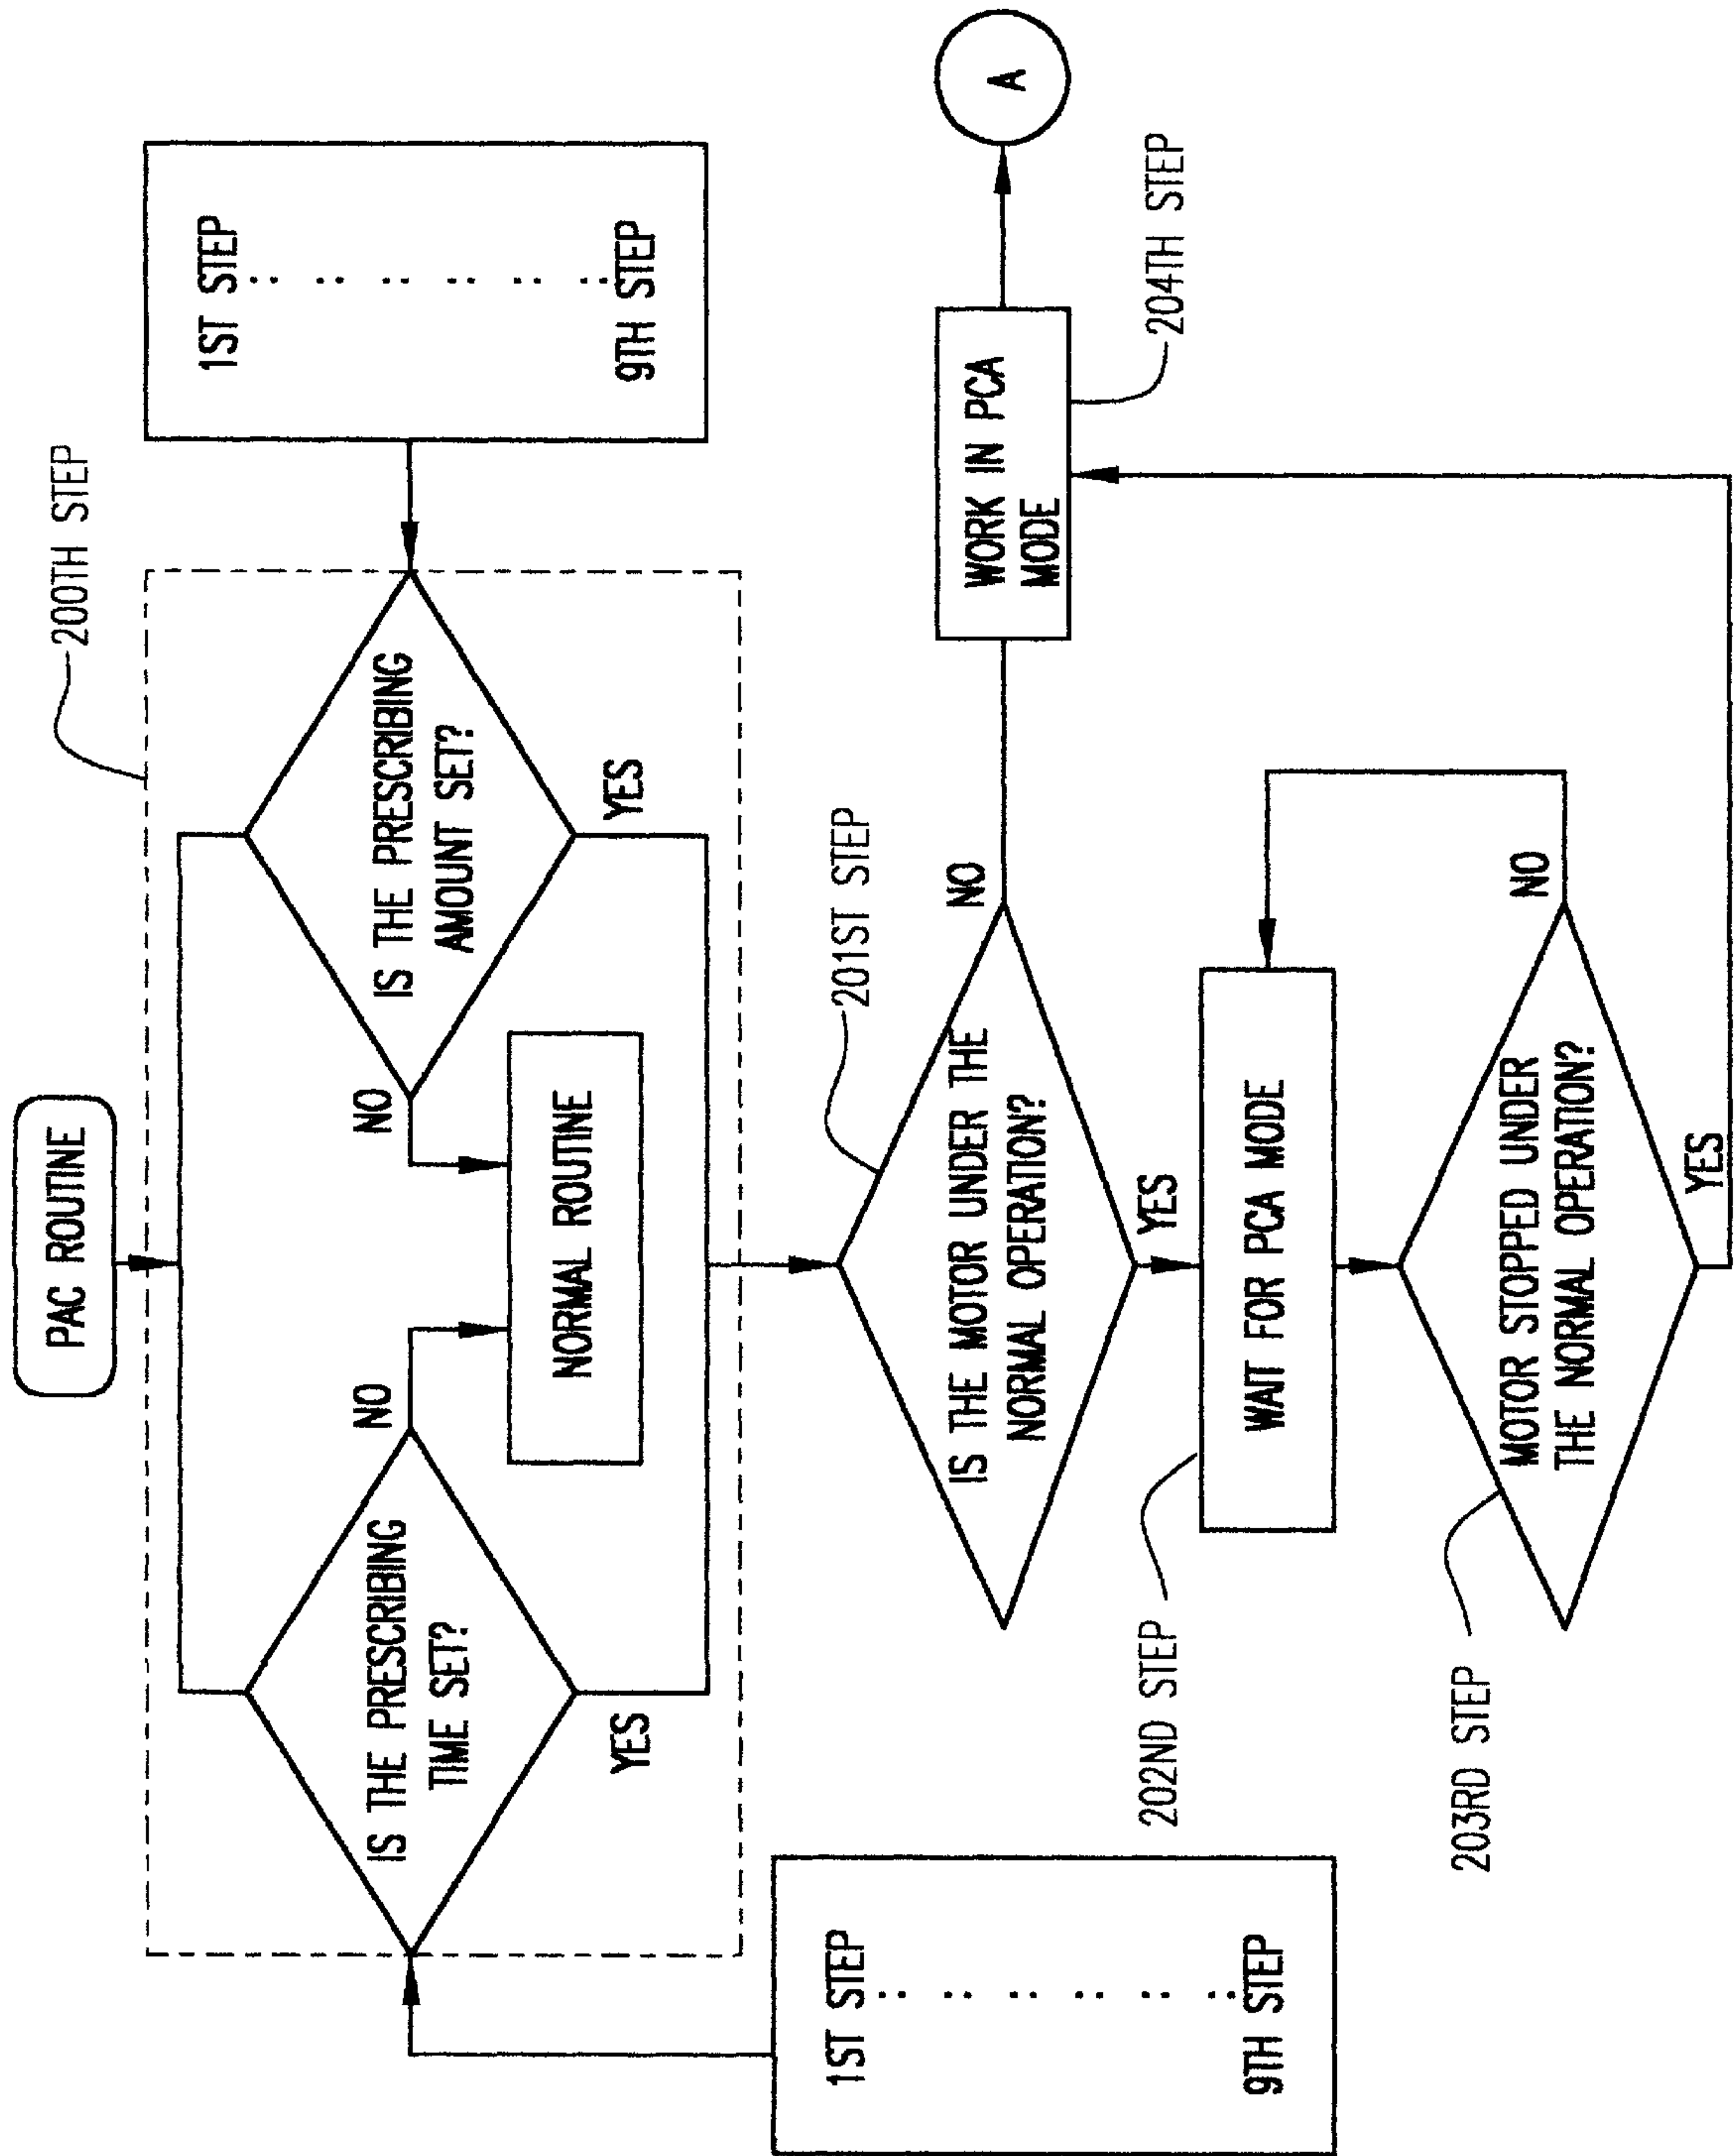 PAC ROUTINE
200TH STEP
IS THE PRESCRIBING
TIME SET?
NO
YES
NORMAL ROUTINE
IS THE PRESCRIBING
AMOUNT SET?
NO
YES
1ST STEP
9TH STEP
1ST STEP
9TH STEP
201ST STEP
IS THE MOTOR UNDER THE
NORMAL OPERATION?
NO
YES
WORK IN PCA
MODE
A
204TH STEP
202ND STEP
WAIT FOR PCA MODE
203RD STEP
MOTOR STOPPED UNDER
THE NORMAL OPERATION?
NO
YES